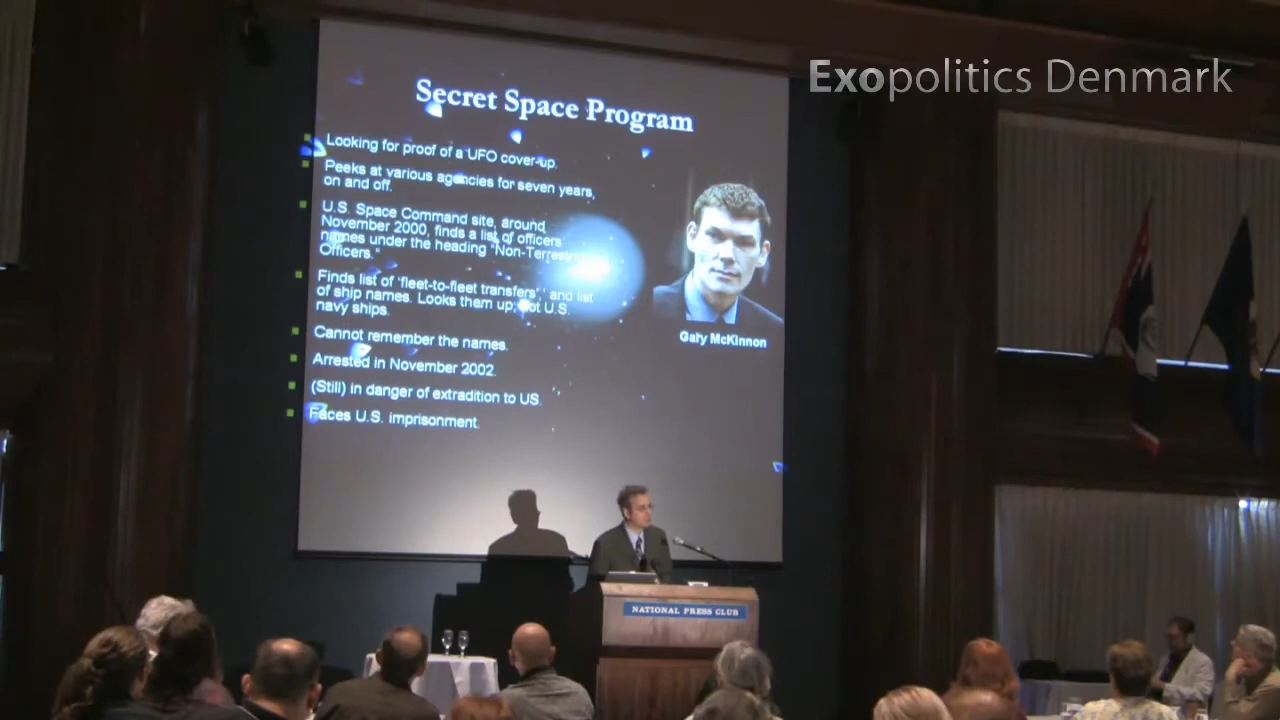 Exopolitics Denmark
Secret Space Program
Looking for proof of a UFO cover-up.
Peeks at various agencies for seven years,
on and off.
U.S. Space Command site, around
November 2000, finds a list of officers'
names under the heading "Non-Terrest
Officers."
Finds list of 'fleet-to-fleet transfers', and list
of ship names. Looks them up; not U.S.
navy ships.
Cannot remember the names.
Arrested in November 2002.
(Still) in danger of extradition to US.
Faces U.S. imprisonment.
Gary McKinnon
NATIONAL PRESS CLUB